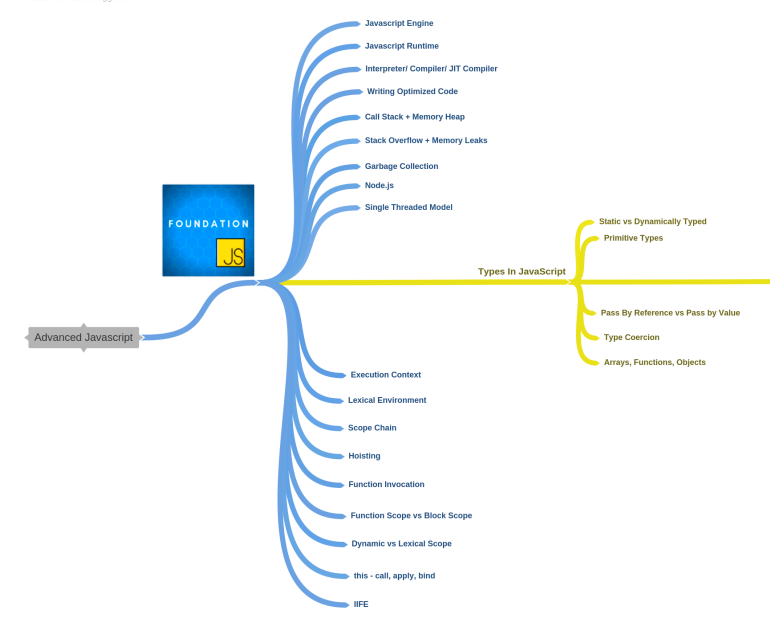 Javascript Engine
Javascript Runtime
Interpreter/ Compiler/ JIT Compiler
Writing Optimized Code
Call Stack + Memory Heap
Stack Overflow + Memory Leaks
Garbage Collection
Node.js
Single Threaded Model
FOUNDATION
JS
Types In JavaScript
Static vs Dynamically Typed
Primitive Types
Pass By Reference vs Pass by Value
Type Coercion
Arrays, Functions, Objects
Advanced Javascript
Execution Context
Lexical Environment
Scope Chain
Hoisting
Function Invocation
Function Scope vs Block Scope
Dynamic vs Lexical Scope
this - call, apply, bind
IIFE